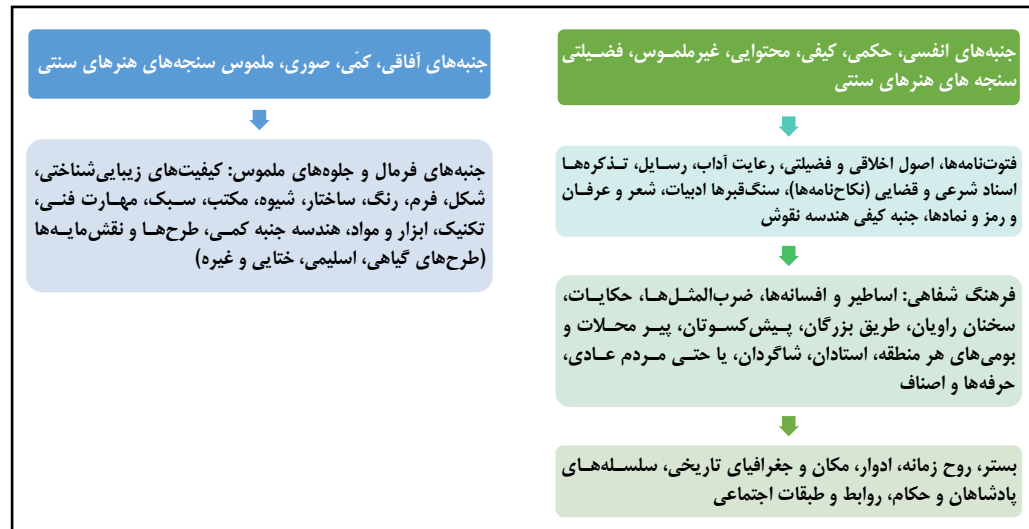 جنبه‌های انفسی، حکمی، کیفی، محتوایی، غیرملموس، فضیلتی
سنجه های هنرهای سنتی
فتوت‌نامه‌ها، اصول اخلاقی و فضیلتی، رعایت آداب، رسایل، تذکره‌ها
اسناد شرعی و قضایی (نکاح‌نامه‌ها)، سنگ‌قبرها ادبیات، شعر و عرفان
و رمز و نمادها، جنبه کیفی هندسه نقوش
فرهنگ شفاهی: اساطیر و افسانه‌ها، ضرب‌المثل‌ها، حکایات،
سخنان راویان، طریق بزرگان، پیش‌کسوتان، پیر محلات و
بومی‌های هر منطقه، استادان، شاگردان، یا حتی مردم عادی،
حرفه‌ها و اصناف
بستر، روح زمانه، ادوار، مکان و جغرافیای تاریخی، سلسله‌های
پادشاهان و حکام، روابط و طبقات اجتماعی
جنبه‌های آفاقی، کمّی، صوری، ملموس سنجه‌های هنرهای سنتی
جنبه‌های فرمال و جلوه‌های ملموس: کیفیت‌های زیبایی‌شناختی،
شکل، فرم، رنگ، ساختار، شیوه، مکتب، سبک، مهارت فنی،
تکنیک، ابزار و مواد، هندسه جنبه کمی، طرح‌ها و نقش‌مایه‌ها
(طرح‌های گیاهی، اسلیمی، ختایی و غیره)